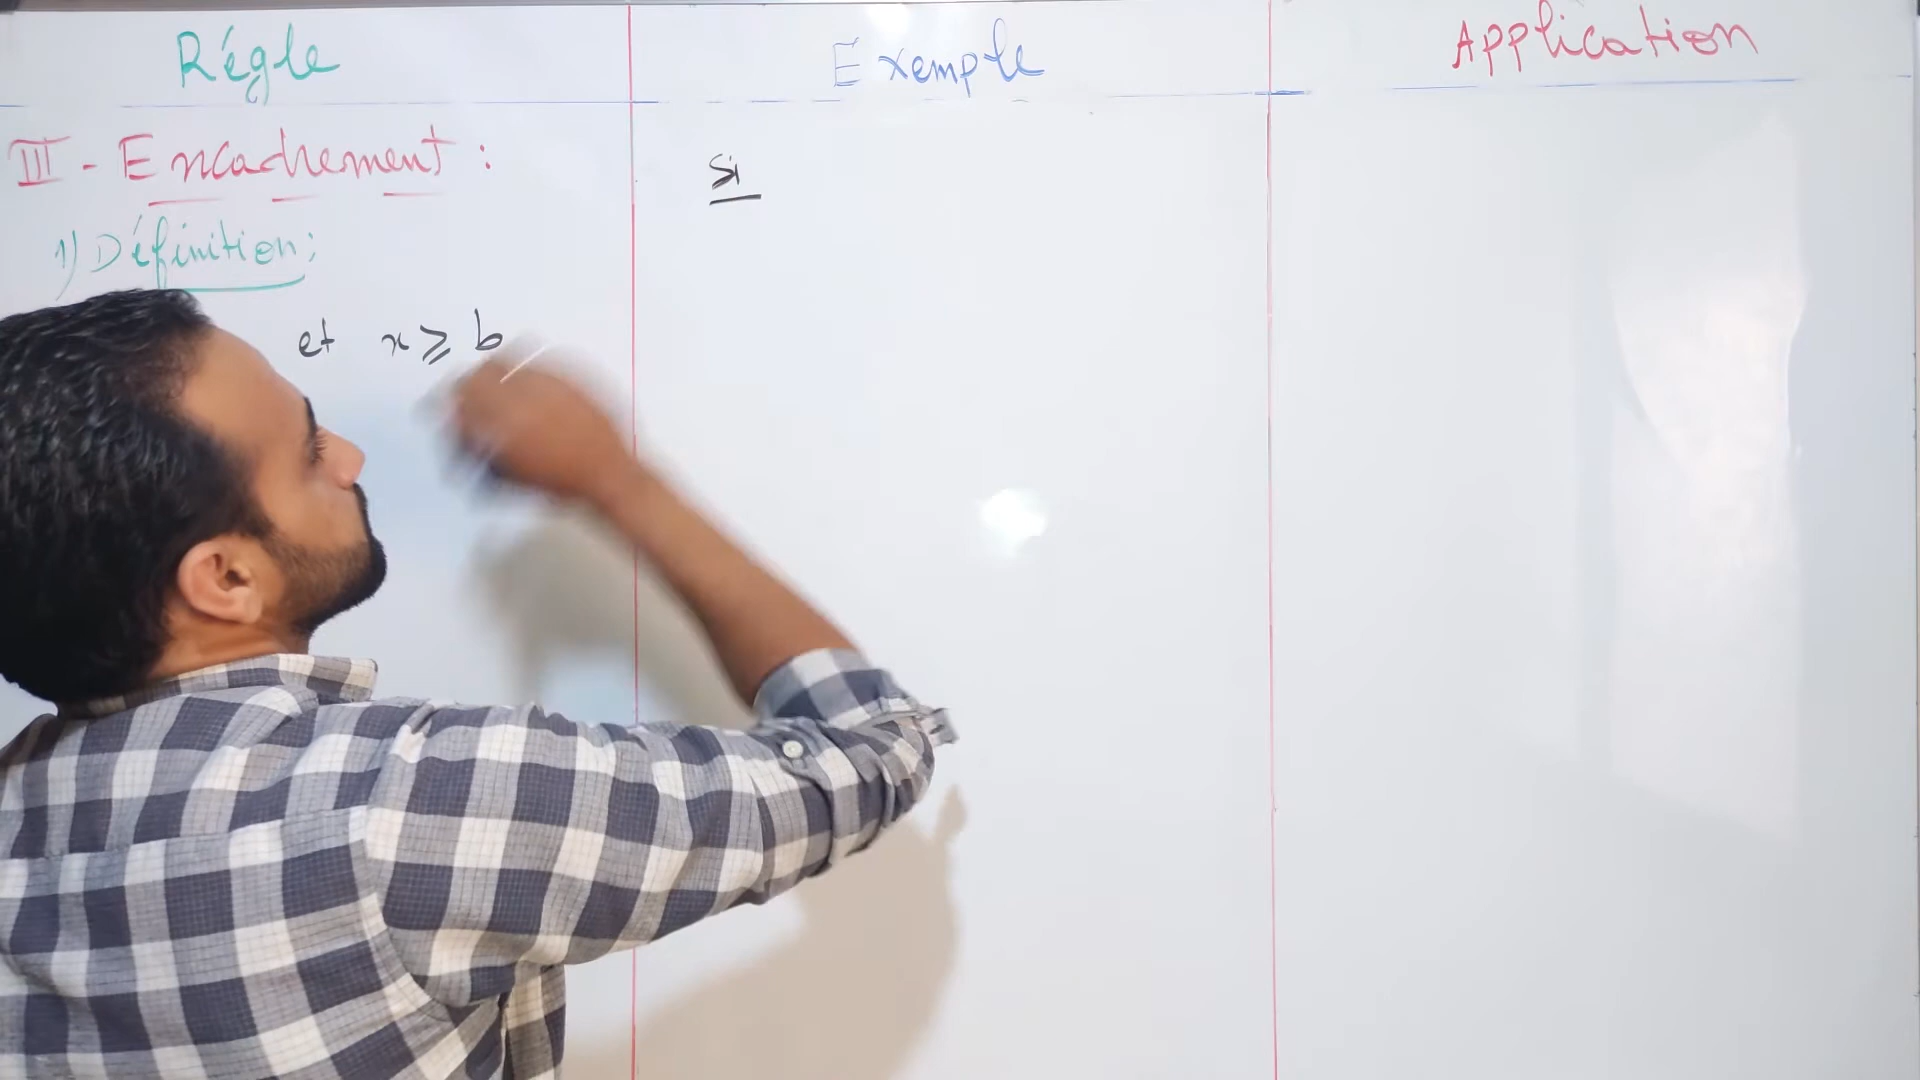 Régle
Exemple
Application
III - Encadrement :
1) Définition :
et x ⩾ b
Si